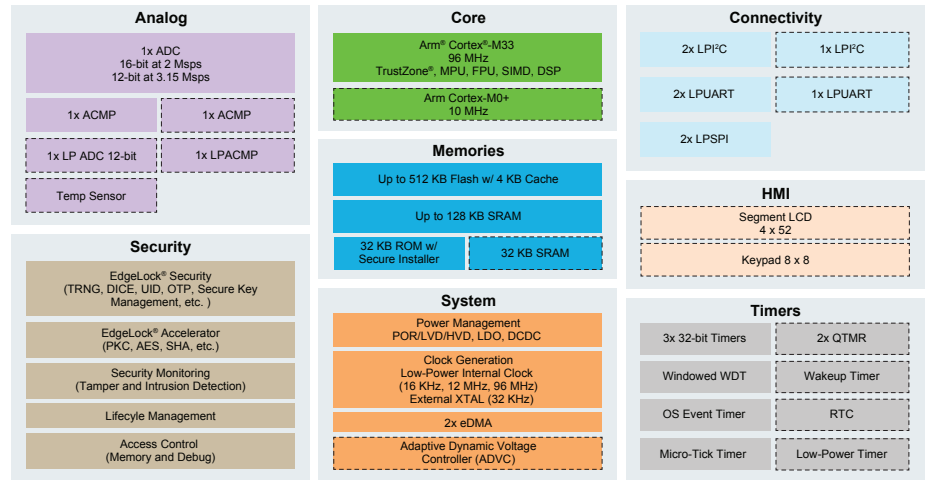 Analog
1x ADC
16-bit at 2 Msps
12-bit at 3.15 Msps
1x ACMP
1x ACMP
1x LP ADC 12-bit
1x LPACMP
Temp Sensor
Security
EdgeLock® Security
(TRNG, DICE, UID, OTP, Secure Key
Management, etc. )
EdgeLock® Accelerator
(PKC, AES, SHA, etc.)
Security Monitoring
(Tamper and Intrusion Detection)
Lifecyle Management
Access Control
(Memory and Debug)
Core
Arm® Cortex®-M33
96 MHz
TrustZone®, MPU, FPU, SIMD, DSP
Arm Cortex-M0+
10 MHz
Memories
Up to 512 KB Flash w/ 4 KB Cache
Up to 128 KB SRAM
32 KB ROM w/
Secure Installer
32 KB SRAM
System
Power Management
POR/LVD/HVD, LDO, DCDC
Clock Generation
Low-Power Internal Clock
(16 KHz, 12 MHz, 96 MHz)
External XTAL (32 KHz)
2x eDMA
Adaptive Dynamic Voltage
Controller (ADVC)
Connectivity
2x LPI²C
1x LPI²C
2x LPUART
1x LPUART
2x LPSPI
HMI
Segment LCD
4 x 52
Keypad 8 x 8
Timers
3x 32-bit Timers
2x QTMR
Windowed WDT
Wakeup Timer
OS Event Timer
RTC
Micro-Tick Timer
Low-Power Timer